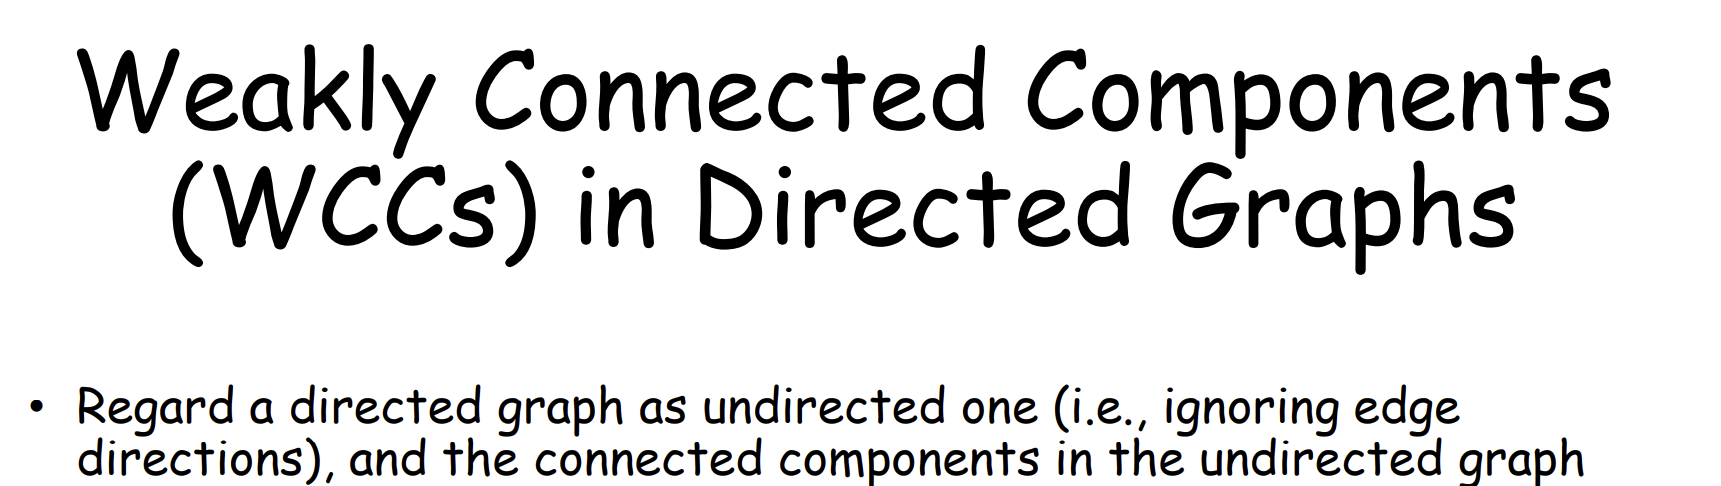 Weakly Connected Components
(WCCs) in Directed Graphs
• Regard a directed graph as undirected one (i.e., ignoring edge
directions), and the connected components in the undirected graph